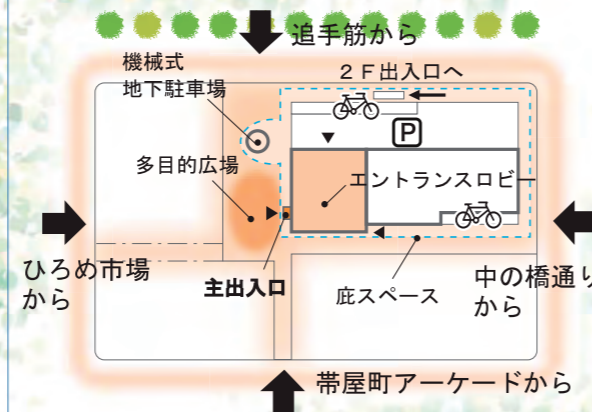 追手筋から
機械式
地下駐車場
2F出入口へ
P
多目的広場
エントランスロビー
ひろめ市場
から
主出入口
庇スペース
中の橋通り
から
帯屋町アーケードから